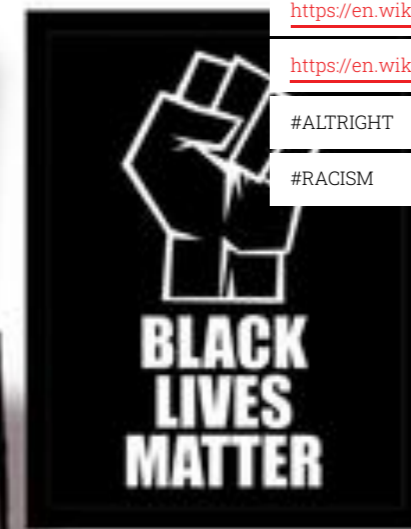 https://en.wik
https://en.wik
#ALTRIGHT
#RACISM
BLACK
LIVES
MATTER